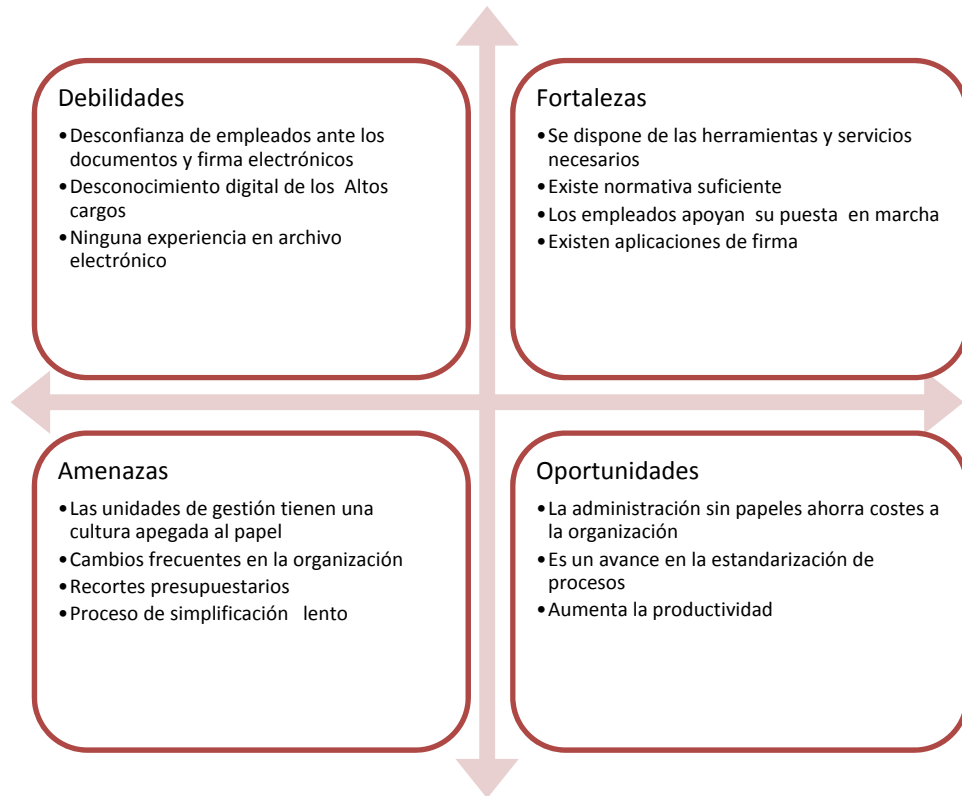 Debilidades
•Desconfianza de empleados ante los
documentos y firma electrónicos
•Desconocimiento digital de los Altos
cargos
•Ninguna experiencia en archivo
electrónico
Fortalezas
•Se dispone de las herramientas y servicios
necesarios
•Existe normativa suficiente
•Los empleados apoyan su puesta en marcha
•Existen aplicaciones de firma
Amenazas
•Las unidades de gestión tienen una
cultura apegada al papel
•Cambios frecuentes en la organización
•Recortes presupuestarios
•Proceso de simplificación lento
Oportunidades
•La administración sin papeles ahorra costes a
la organización
•Es un avance en la estandarización de
procesos
•Aumenta la productividad